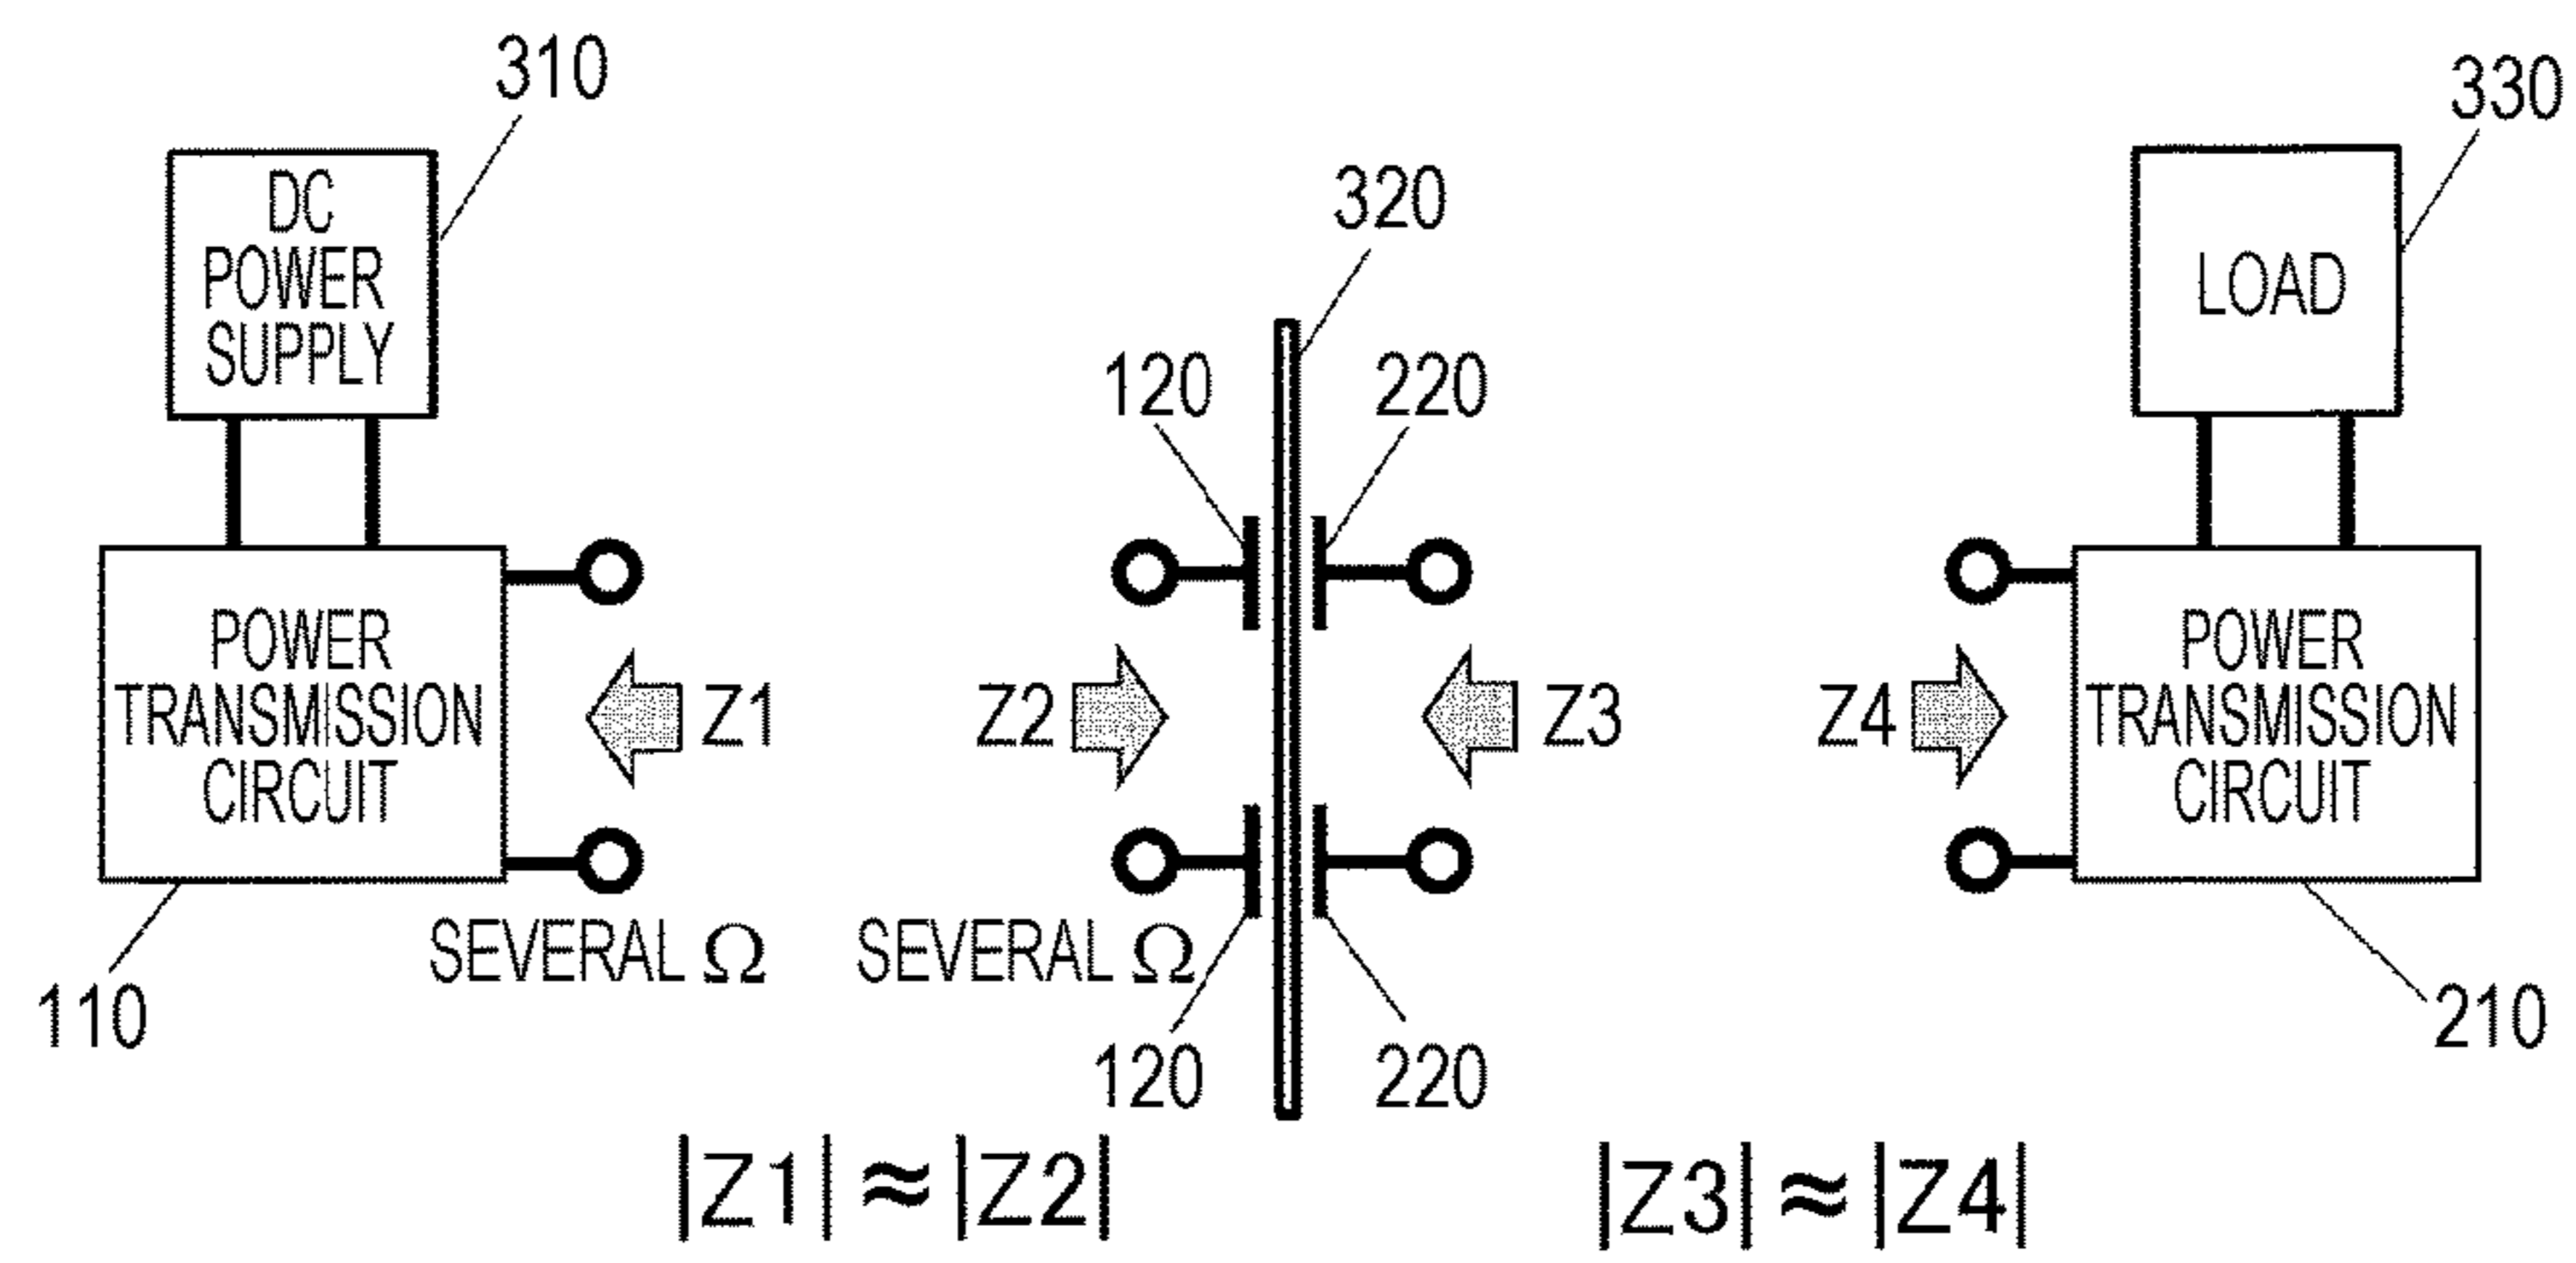 310
330
DC
POWER
SUPPLY
320
LOAD
120
220
POWER
TRANSMISSION
CIRCUIT
Z1
Z2
Z3
Z4
POWER
TRANSMISSION
CIRCUIT
SEVERAL Ω
SEVERAL Ω
110
120
220
210
|Z1| ≈ |Z2|
|Z3| ≈ |Z4|